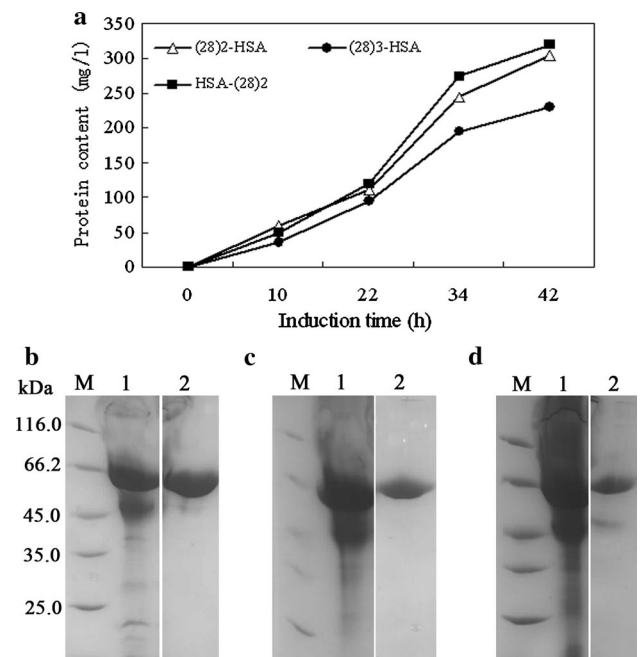 a
Protein content (mg/l)
350
300
250
200
150
100
50
0
(28)2-HSA
(28)3-HSA
HSA-(28)2
0 10 22 34 42
Induction time (h)
b
kDa
M 1 2
116.0
66.2
45.0
35.0
25.0
c
M 1 2
d
M 1 2